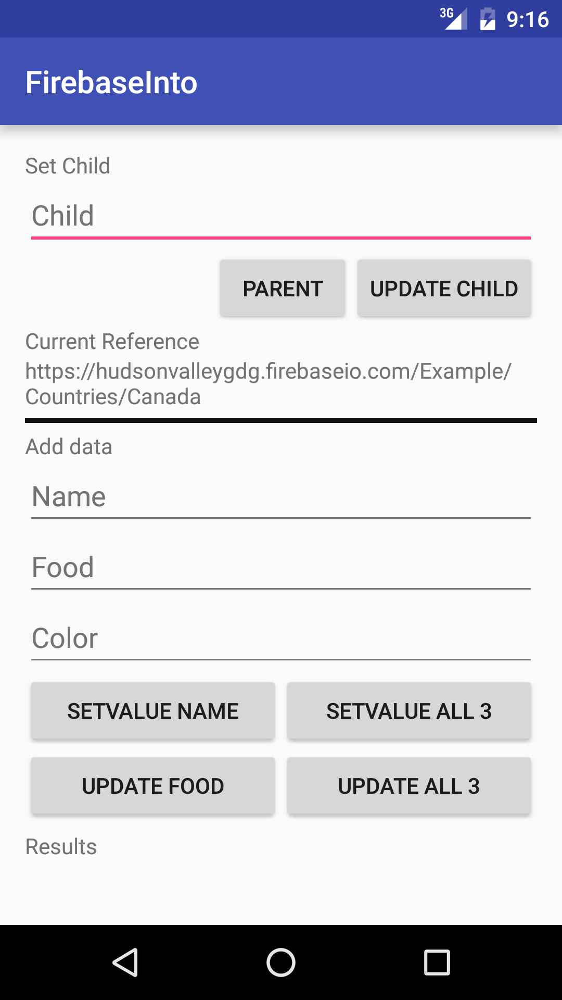 3G 9:16
FirebaseInto
Set Child
Child
PARENT UPDATE CHILD
Current Reference
https://hudsonvalleygdg.firebaseio.com/Example/
Countries/Canada
Add data
Name
Food
Color
SETVALUE NAME SETVALUE ALL 3
UPDATE FOOD UPDATE ALL 3
Results